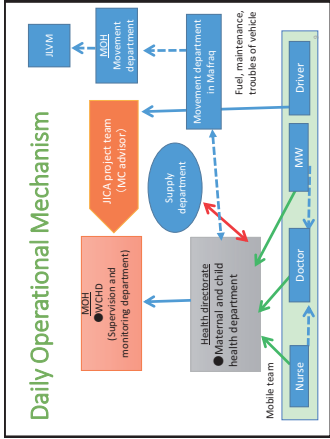 Daily Operational Mechanism
MOH
●WCHD
(Supervision and
monitoring department)
JICA project team
(MC advisor)
MOH
Movement
department
JLVM
Health directorate
● Maternal and child
health department
Supply
department
Movement department
in Mafraq
Fuel, maintenance,
troubles of vehicle
Mobile team
Nurse
Doctor
MW
Driver